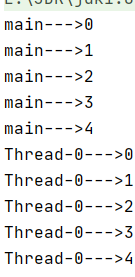 main--->0
main--->1
main--->2
main--->3
main--->4
Thread-0--->0
Thread-0--->1
Thread-0--->2
Thread-0--->3
Thread-0--->4